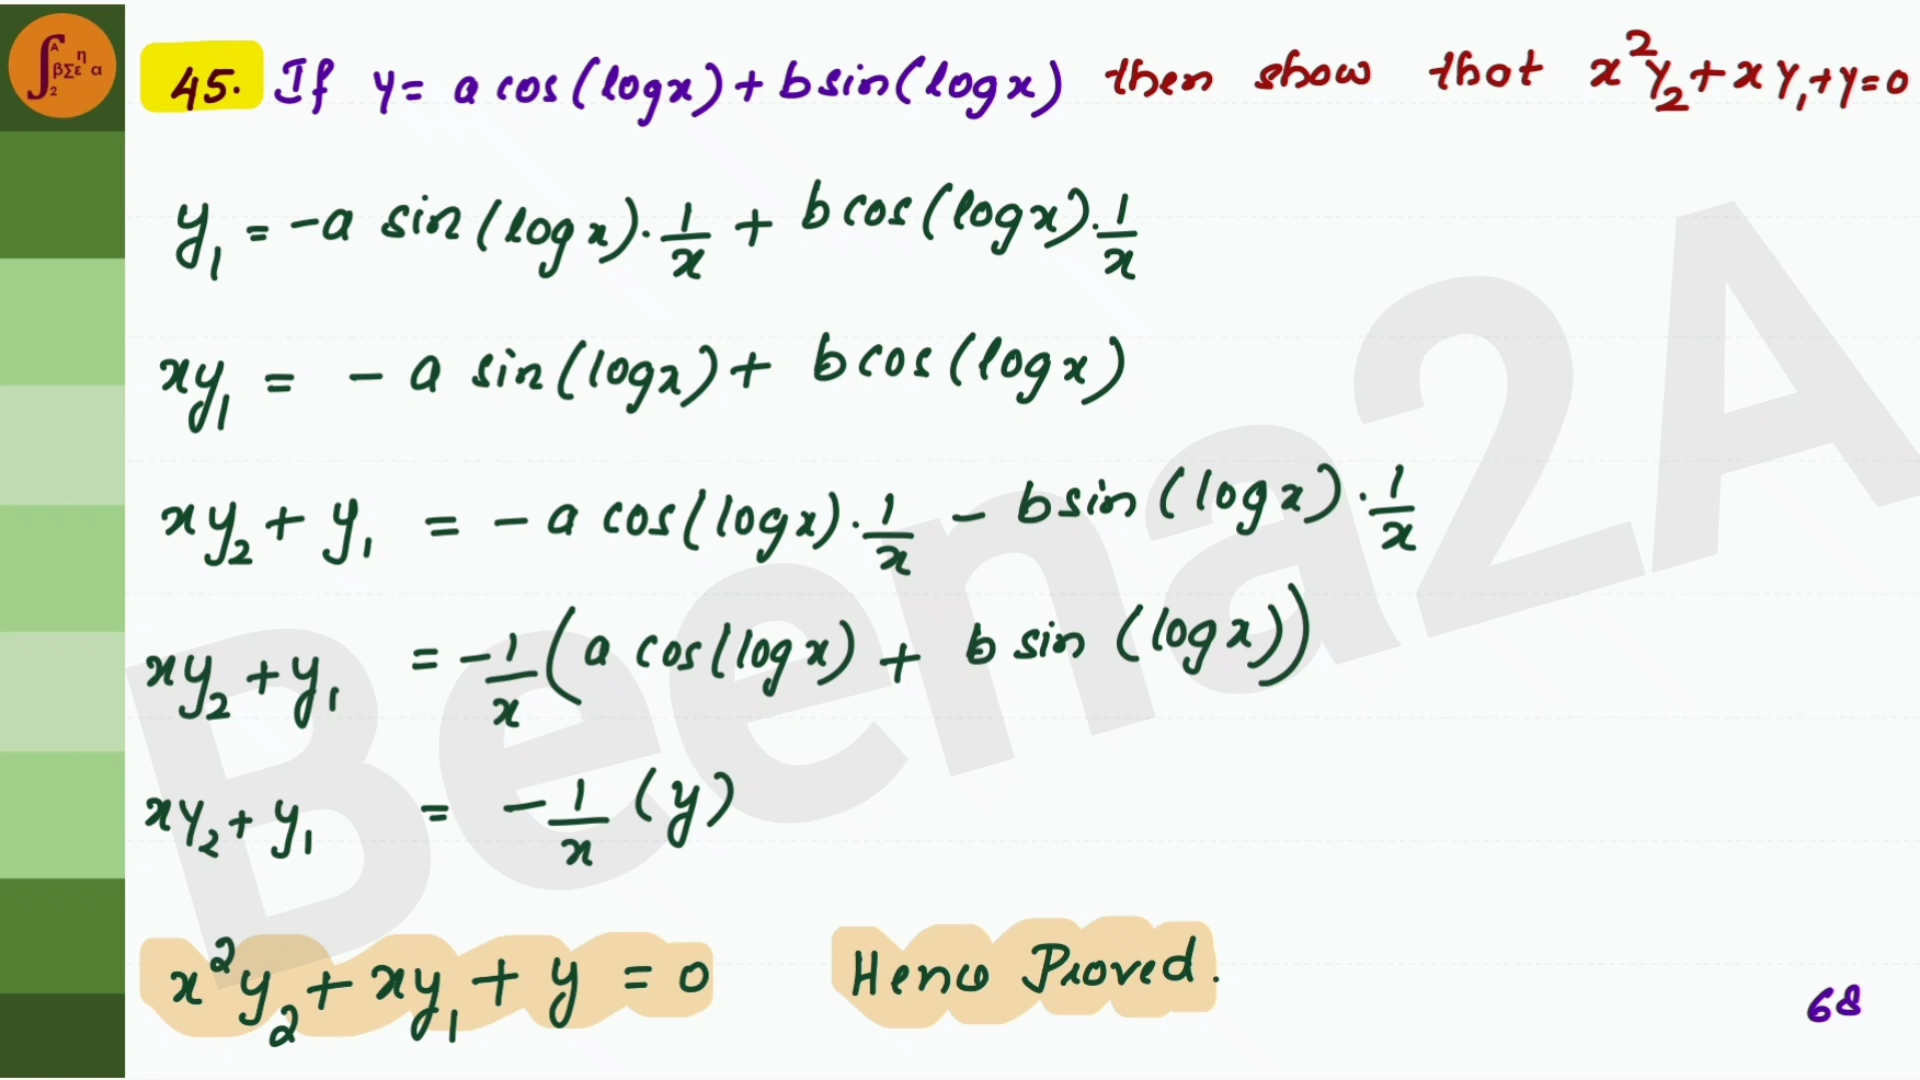 ∫ A η βΣε α 2
45. If y = a cos(log x) + b sin(log x) then show that x²y₂ + xy₁ + y = 0
y₁ = -a sin(log x)·1/x + b cos(log x)·1/x
xy₁ = -a sin(log x) + b cos(log x)
xy₂ + y₁ = -a cos(log x)·1/x - b sin(log x)·1/x
xy₂ + y₁ = -1/x (a cos(log x) + b sin(log x))
xy₂ + y₁ = -1/x (y)
x²y₂ + xy₁ + y = 0 Hence Proved.
68
Beena2A